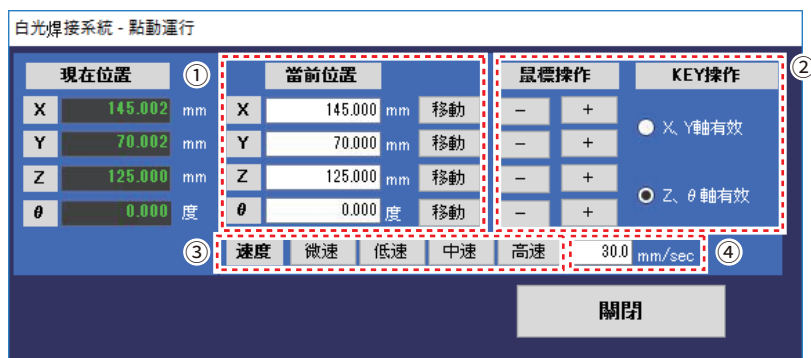 白光焊接系統 - 點動運行
現在位置 ① 當前位置 鼠標操作 KEY操作 ②
X 145.002 mm X 145.000 mm 移動 − +
X、Y軸有效
Y 70.002 mm Y 70.000 mm 移動 − +
Z 125.000 mm Z 125.000 mm 移動 − +
Z、θ軸有效
θ 0.000 度 θ 0.000 度 移動 − +
③ 速度 微速 低速 中速 高速 30.0 mm/sec ④
關閉